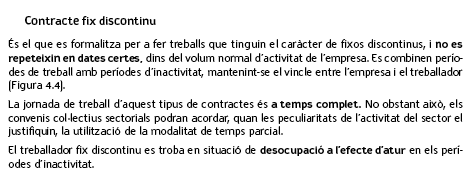 Contracte fix discontinu
És el que es formalitza per a fer treballs que tinguin el caràcter de fixos discontinus, i no es
repeteixin en dates certes, dins del volum normal d'activitat de l'empresa. Es combinen perío-
des de treball amb períodes d'inactivitat, mantenint-se el vincle entre l'empresa i el treballador
(Figura 4.4).
La jornada de treball d'aquest tipus de contractes és a temps complet. No obstant això, els
convenis col·lectius sectorials podran acordar, quan les peculiaritats de l'activitat del sector el
justifiquin, la utilització de la modalitat de temps parcial.
El treballador fix discontinu es troba en situació de desocupació a l'efecte d'atur en els perí-
odes d'inactivitat.